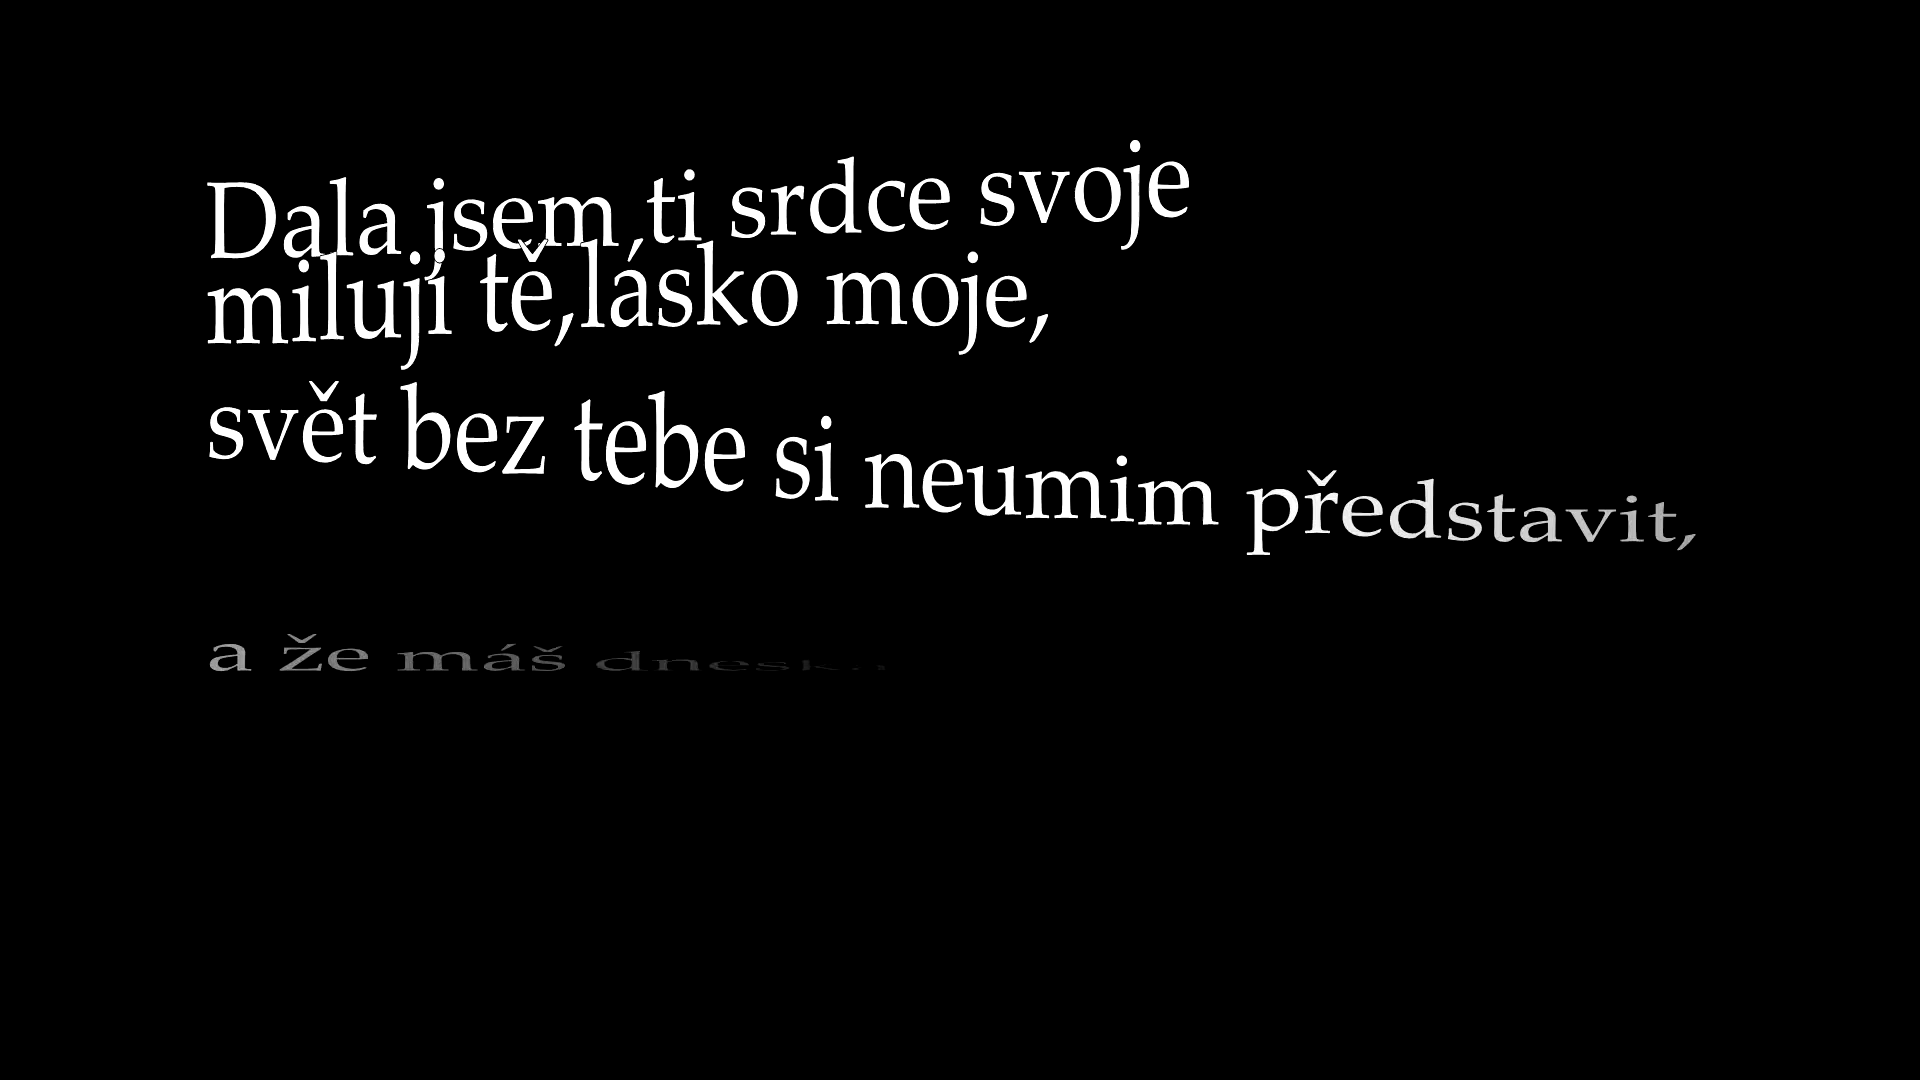 Dala jsem ti srdce svoje
miluji tě,lásko moje,
svět bez tebe si neumim představit,
a že máš